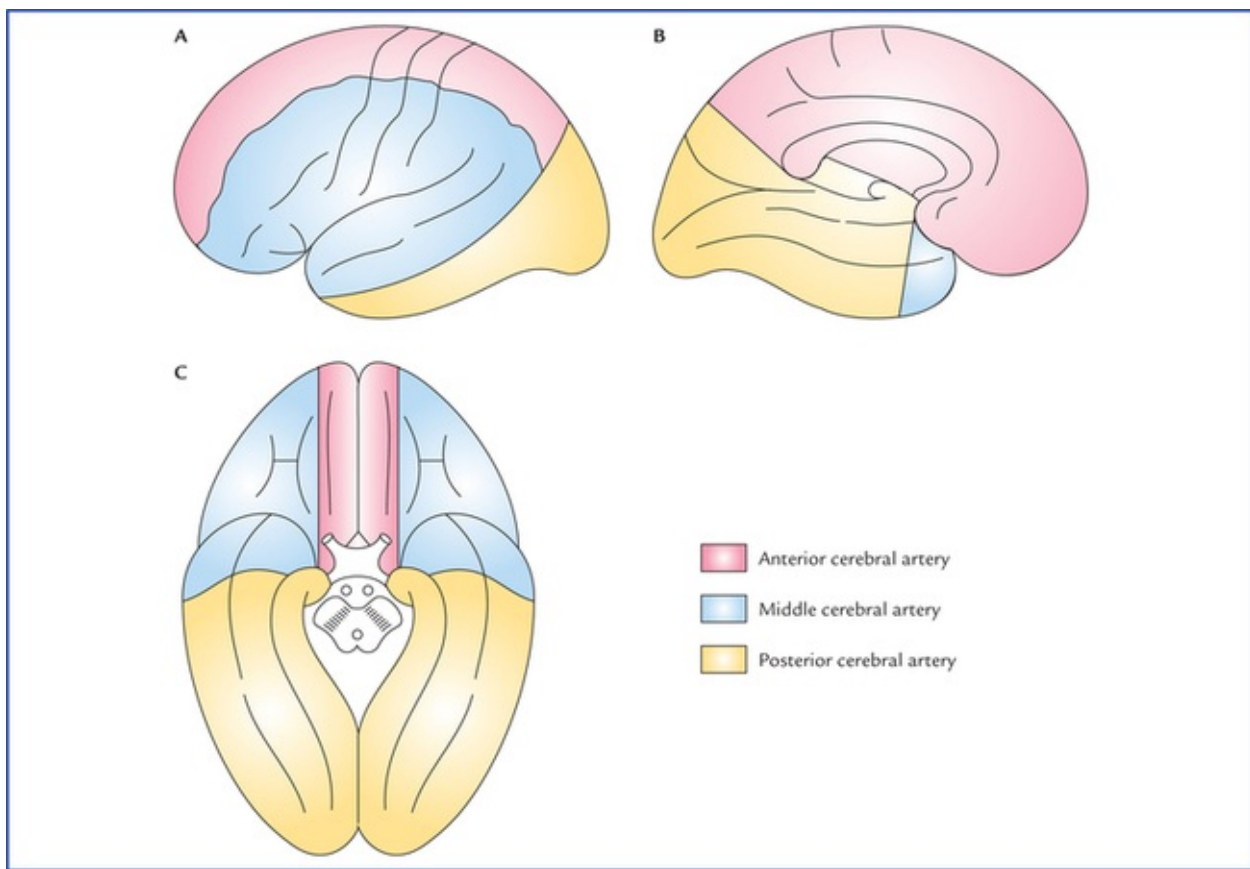 A
B
C
Anterior cerebral artery
Middle cerebral artery
Posterior cerebral artery